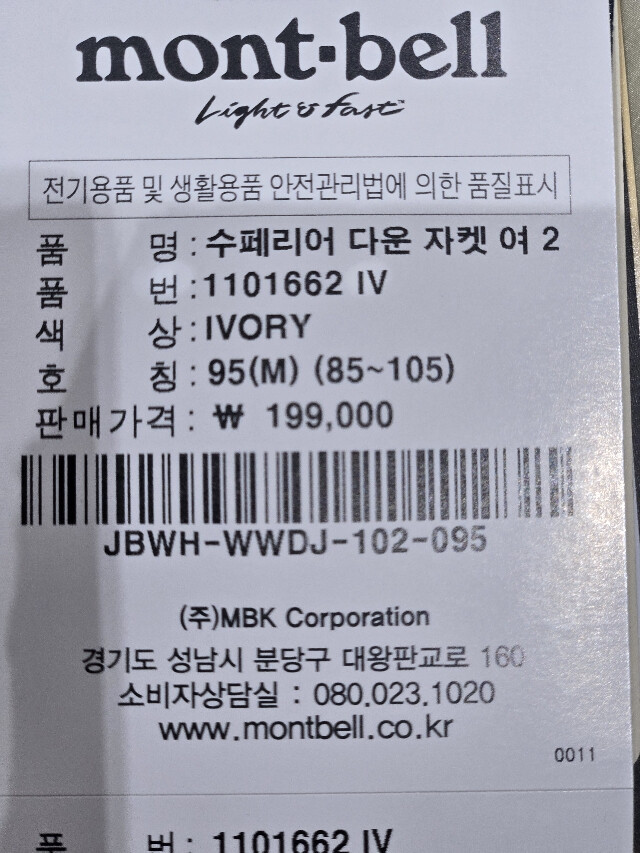 mont-bell
Light & Fast
전기용품 및 생활용품 안전관리법에 의한 품질표시
품 명 : 수페리어 다운 자켓 여 2
품 번 : 1101662 IV
색 상 : IVORY
호 칭 : 95(M) (85~105)
판매가격 : ₩ 199,000
JBWH-WWDJ-102-095
(주)MBK Corporation
경기도 성남시 분당구 대왕판교로 160
소비자상담실 : 080.023.1020
www.montbell.co.kr
0011
품 번 : 1101662 IV